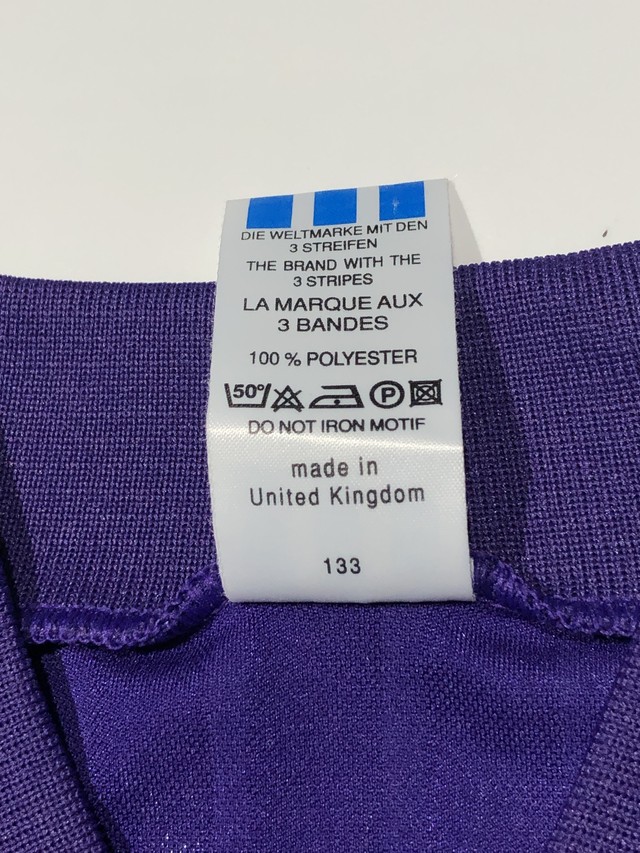 DIE WELTMARKE MIT DEN
3 STREIFEN
THE BRAND WITH THE
3 STRIPES
LA MARQUE AUX
3 BANDES
100 % POLYESTER
50° P
DO NOT IRON MOTIF
made in
United Kingdom
133